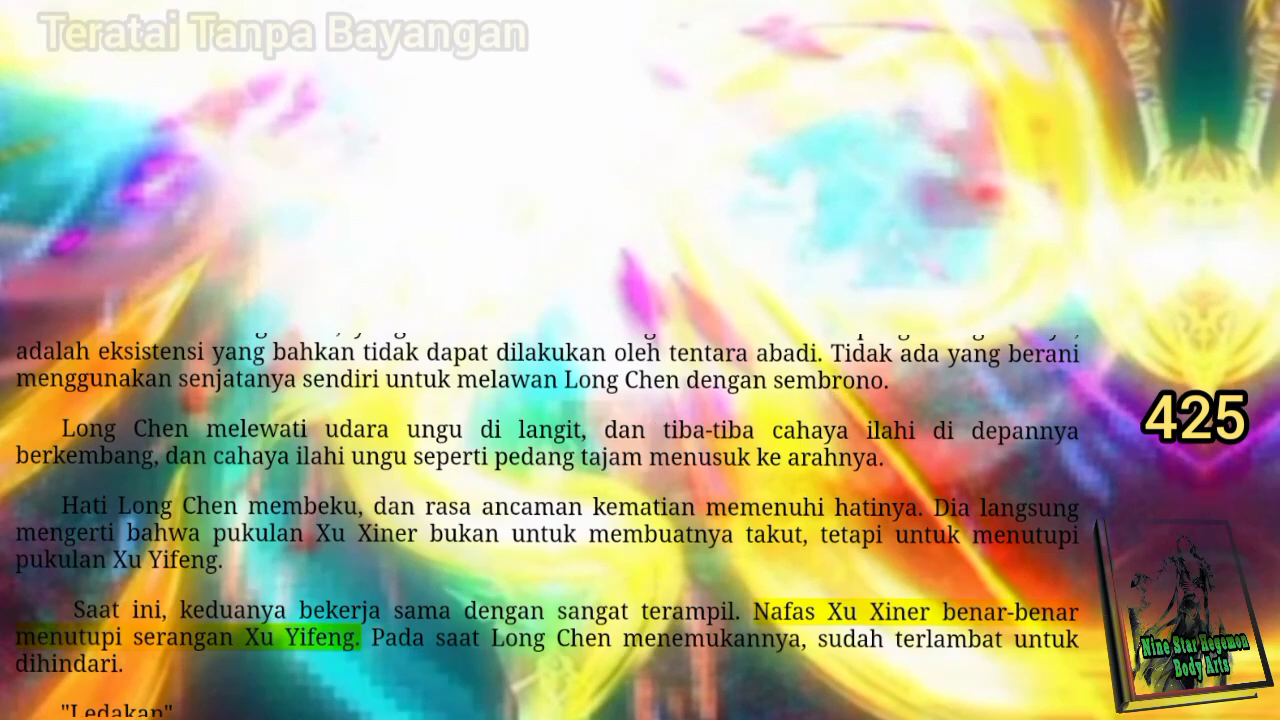 Teratai Tanpa Bayangan
adalah eksistensi yang bahkan tidak dapat dilakukan oleh tentara abadi. Tidak ada yang berani
menggunakan senjatanya sendiri untuk melawan Long Chen dengan sembrono.
Long Chen melewati udara ungu di langit, dan tiba-tiba cahaya ilahi di depannya
berkembang, dan cahaya ilahi ungu seperti pedang tajam menusuk ke arahnya.
Hati Long Chen membeku, dan rasa ancaman kematian memenuhi hatinya. Dia langsung
mengerti bahwa pukulan Xu Xiner bukan untuk membuatnya takut, tetapi untuk menutupi
pukulan Xu Yifeng.
Saat ini, keduanya bekerja sama dengan sangat terampil. Nafas Xu Xiner benar-benar
menutupi serangan Xu Yifeng. Pada saat Long Chen menemukannya, sudah terlambat untuk
dihindari.
"Ledakan"
425
Nine Star Hegemon
Body Arts